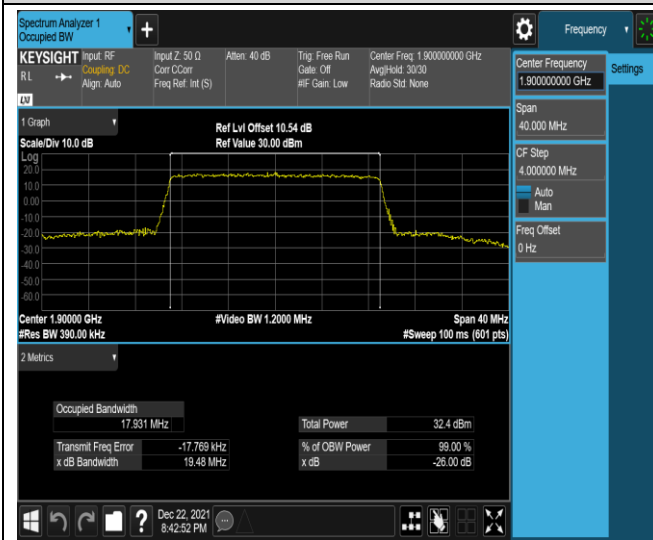 Spectrum Analyzer 1
Occupied BW
+
Frequency
KEYSIGHT
RL
LXI
Input: RF
Coupling: DC
Align: Auto
Input Z: 50 Ω
Corr CCorr
Freq Ref: Int (S)
Atten: 40 dB
Trig: Free Run
Gate: Off
#IF Gain: Low
Center Freq: 1.900000000 GHz
Avg|Hold: 30/30
Radio Std: None
Center Frequency
1.900000000 GHz
Settings
Span
40.000 MHz
CF Step
4.000000 MHz
Auto
Man
Freq Offset
0 Hz
1 Graph
Scale/Div 10.0 dB
Ref Lvl Offset 10.54 dB
Ref Value 30.00 dBm
Log
20.0
10.0
0.00
-10.0
-20.0
-30.0
-40.0
-50.0
-60.0
Center 1.90000 GHz
#Video BW 1.2000 MHz
Span 40 MHz
#Res BW 390.00 kHz
#Sweep 100 ms (601 pts)
2 Metrics
Occupied Bandwidth
17.931 MHz
Total Power 32.4 dBm
Transmit Freq Error -17.769 kHz
% of OBW Power 99.00 %
x dB Bandwidth 19.48 MHz
x dB -26.00 dB
?
Dec 22, 2021
8:42:52 PM